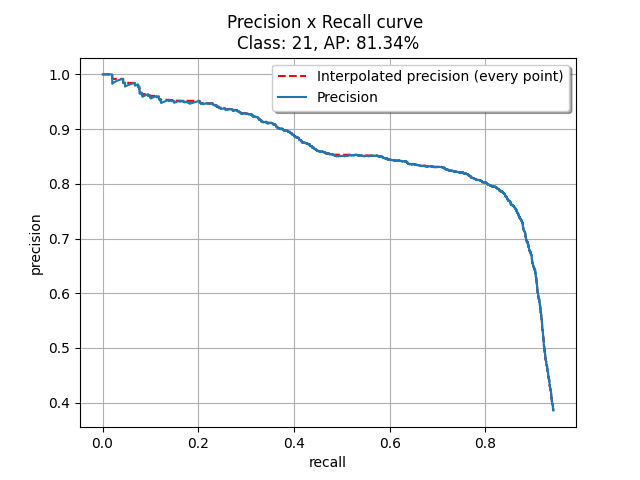 Precision x Recall curve
Class: 21, AP: 81.34%
Interpolated precision (every point)
Precision
1.0
0.9
0.8
0.7
0.6
0.5
0.4
precision
0.0 0.2 0.4 0.6 0.8
recall